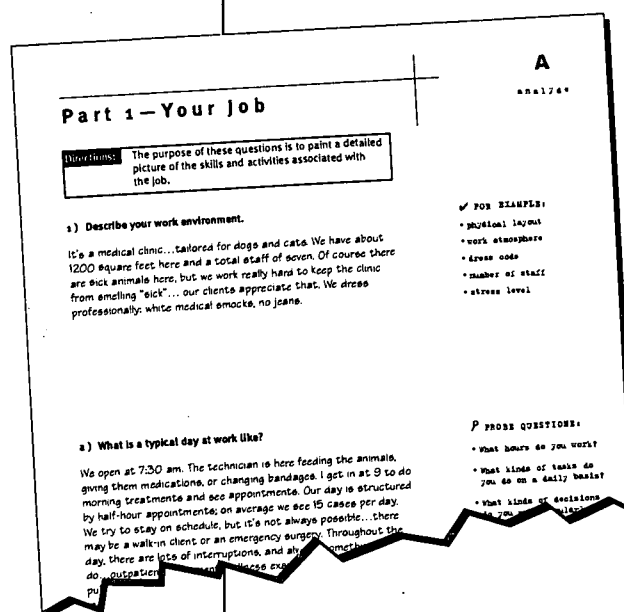 A
analyze
Part 1—Your Job
Directions: The purpose of these questions is to paint a detailed
picture of the skills and activities associated with
the job.
1) Describe your work environment.
It's a medical clinic...tailored for dogs and cats. We have about
1200 square feet here and a total staff of seven. Of course there
are sick animals here, but we work really hard to keep the clinic
from smelling "sick"... our clients appreciate that. We dress
professionally: white medical smocks, no jeans.
✔ FOR EXAMPLE:
• physical layout
• work atmosphere
• dress code
• number of staff
• stress level
2) What is a typical day at work like?
We open at 7:30 am. The technician is here feeding the animals,
giving them medications, or changing bandages. I get in at 9 to do
morning treatments and see appointments. Our day is structured
by half-hour appointments; on average we see 15 cases per day.
We try to stay on schedule, but it's not always possible...there
may be a walk-in client or an emergency surgery. Throughout the
day, there are lots of interruptions, and
do...
P PROBE QUESTIONS:
• What hours do you work?
• What kinds of tasks do
you do on a daily basis?
• What kinds of decisions
you